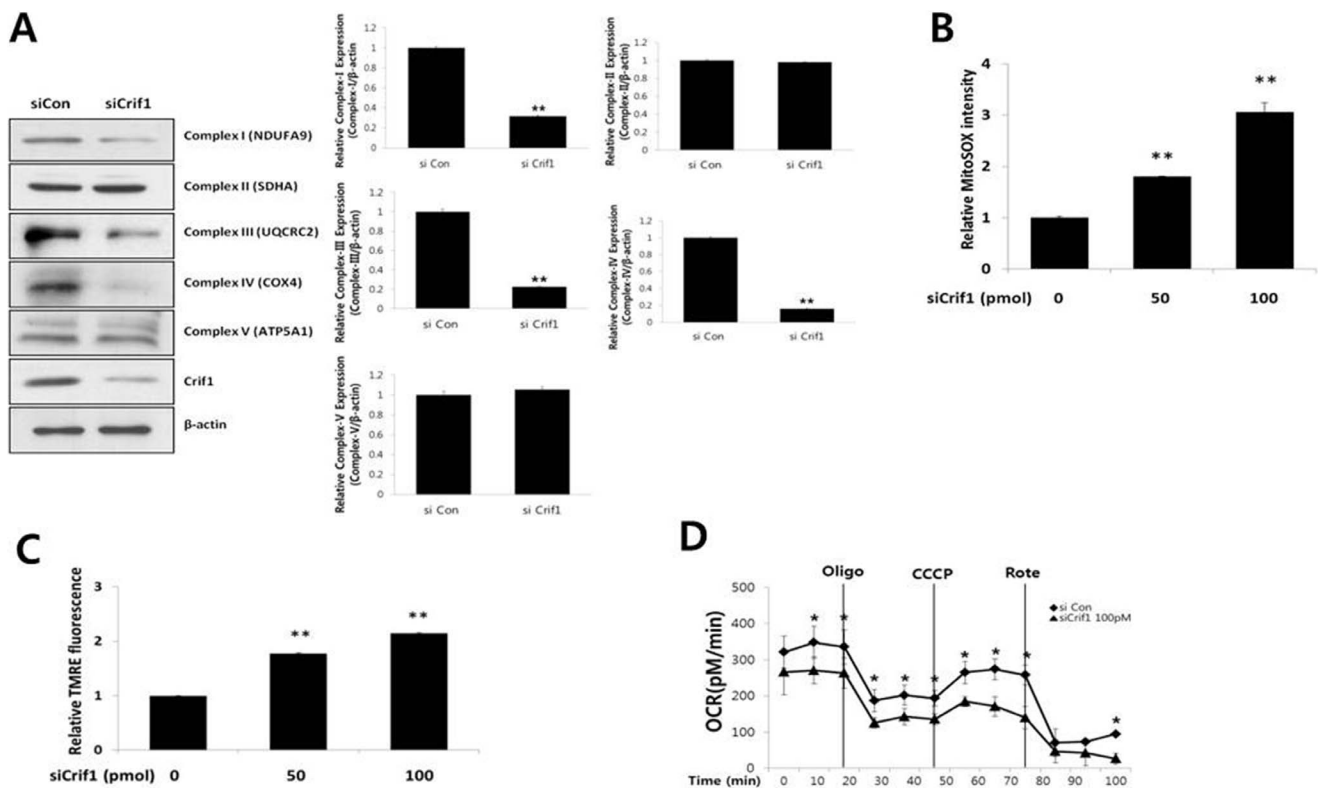 A
siCon siCrif1
Complex I (NDUFA9)
Complex II (SDHA)
Complex III (UQCRC2)
Complex IV (COX4)
Complex V (ATP5A1)
Crif1
β-actin
Relative Complex-I Expression
(Complex-I/β-actin)
1.2
1
0.8
0.6
0.4
0.2
0
**
si Con si Crif1
Relative Complex-II Expression
(Complex-II/β-actin)
1.2
1
0.8
0.6
0.4
0.2
0
si Con si Crif1
Relative Complex-III Expression
(Complex-III/β-actin)
1.2
1
0.8
0.6
0.4
0.2
0
**
si Con si Crif1
Relative Complex-IV Expression
(Complex-IV/β-actin)
1.2
1
0.8
0.6
0.4
0.2
0
**
si Con si Crif1
Relative Complex-V Expression
(Complex-V/β-actin)
1.2
1
0.8
0.6
0.4
0.2
0
si Con si Crif1
B
Relative MitoSOX intensity
4
3
2
1
0
**
**
siCrif1 (pmol) 0 50 100
C
Relative TMRE fluorescence
3
2
1
0
**
**
siCrif1 (pmol) 0 50 100
D
Oligo CCCP Rote
OCR(pM/min)
500
400
300
200
100
0
si Con
siCrif1 100pM
* * * * * * * * *
Time (min) 0 10 20 30 40 50 60 70 80 90 100